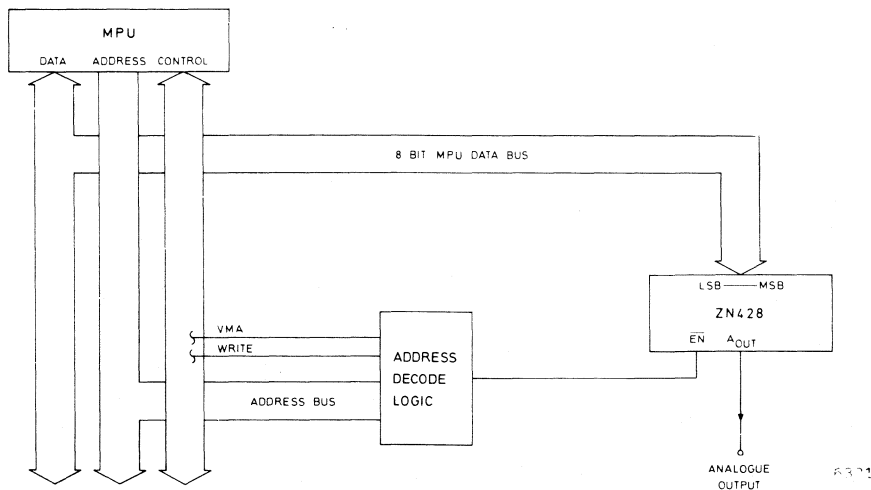 MPU
DATA ADDRESS CONTROL
8 BIT MPU DATA BUS
LSB MSB
ZN428
EN AOUT
VMA
WRITE
ADDRESS
DECODE
LOGIC
ADDRESS BUS
ANALOGUE
OUTPUT